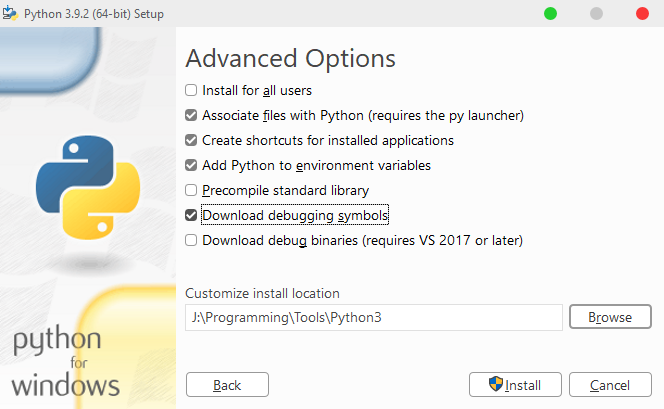 Python 3.9.2 (64-bit) Setup
Advanced Options
Install for all users
Associate files with Python (requires the py launcher)
Create shortcuts for installed applications
Add Python to environment variables
Precompile standard library
Download debugging symbols
Download debug binaries (requires VS 2017 or later)
Customize install location
J:\Programming\Tools\Python3
Browse
python
for
windows
Back
Install
Cancel